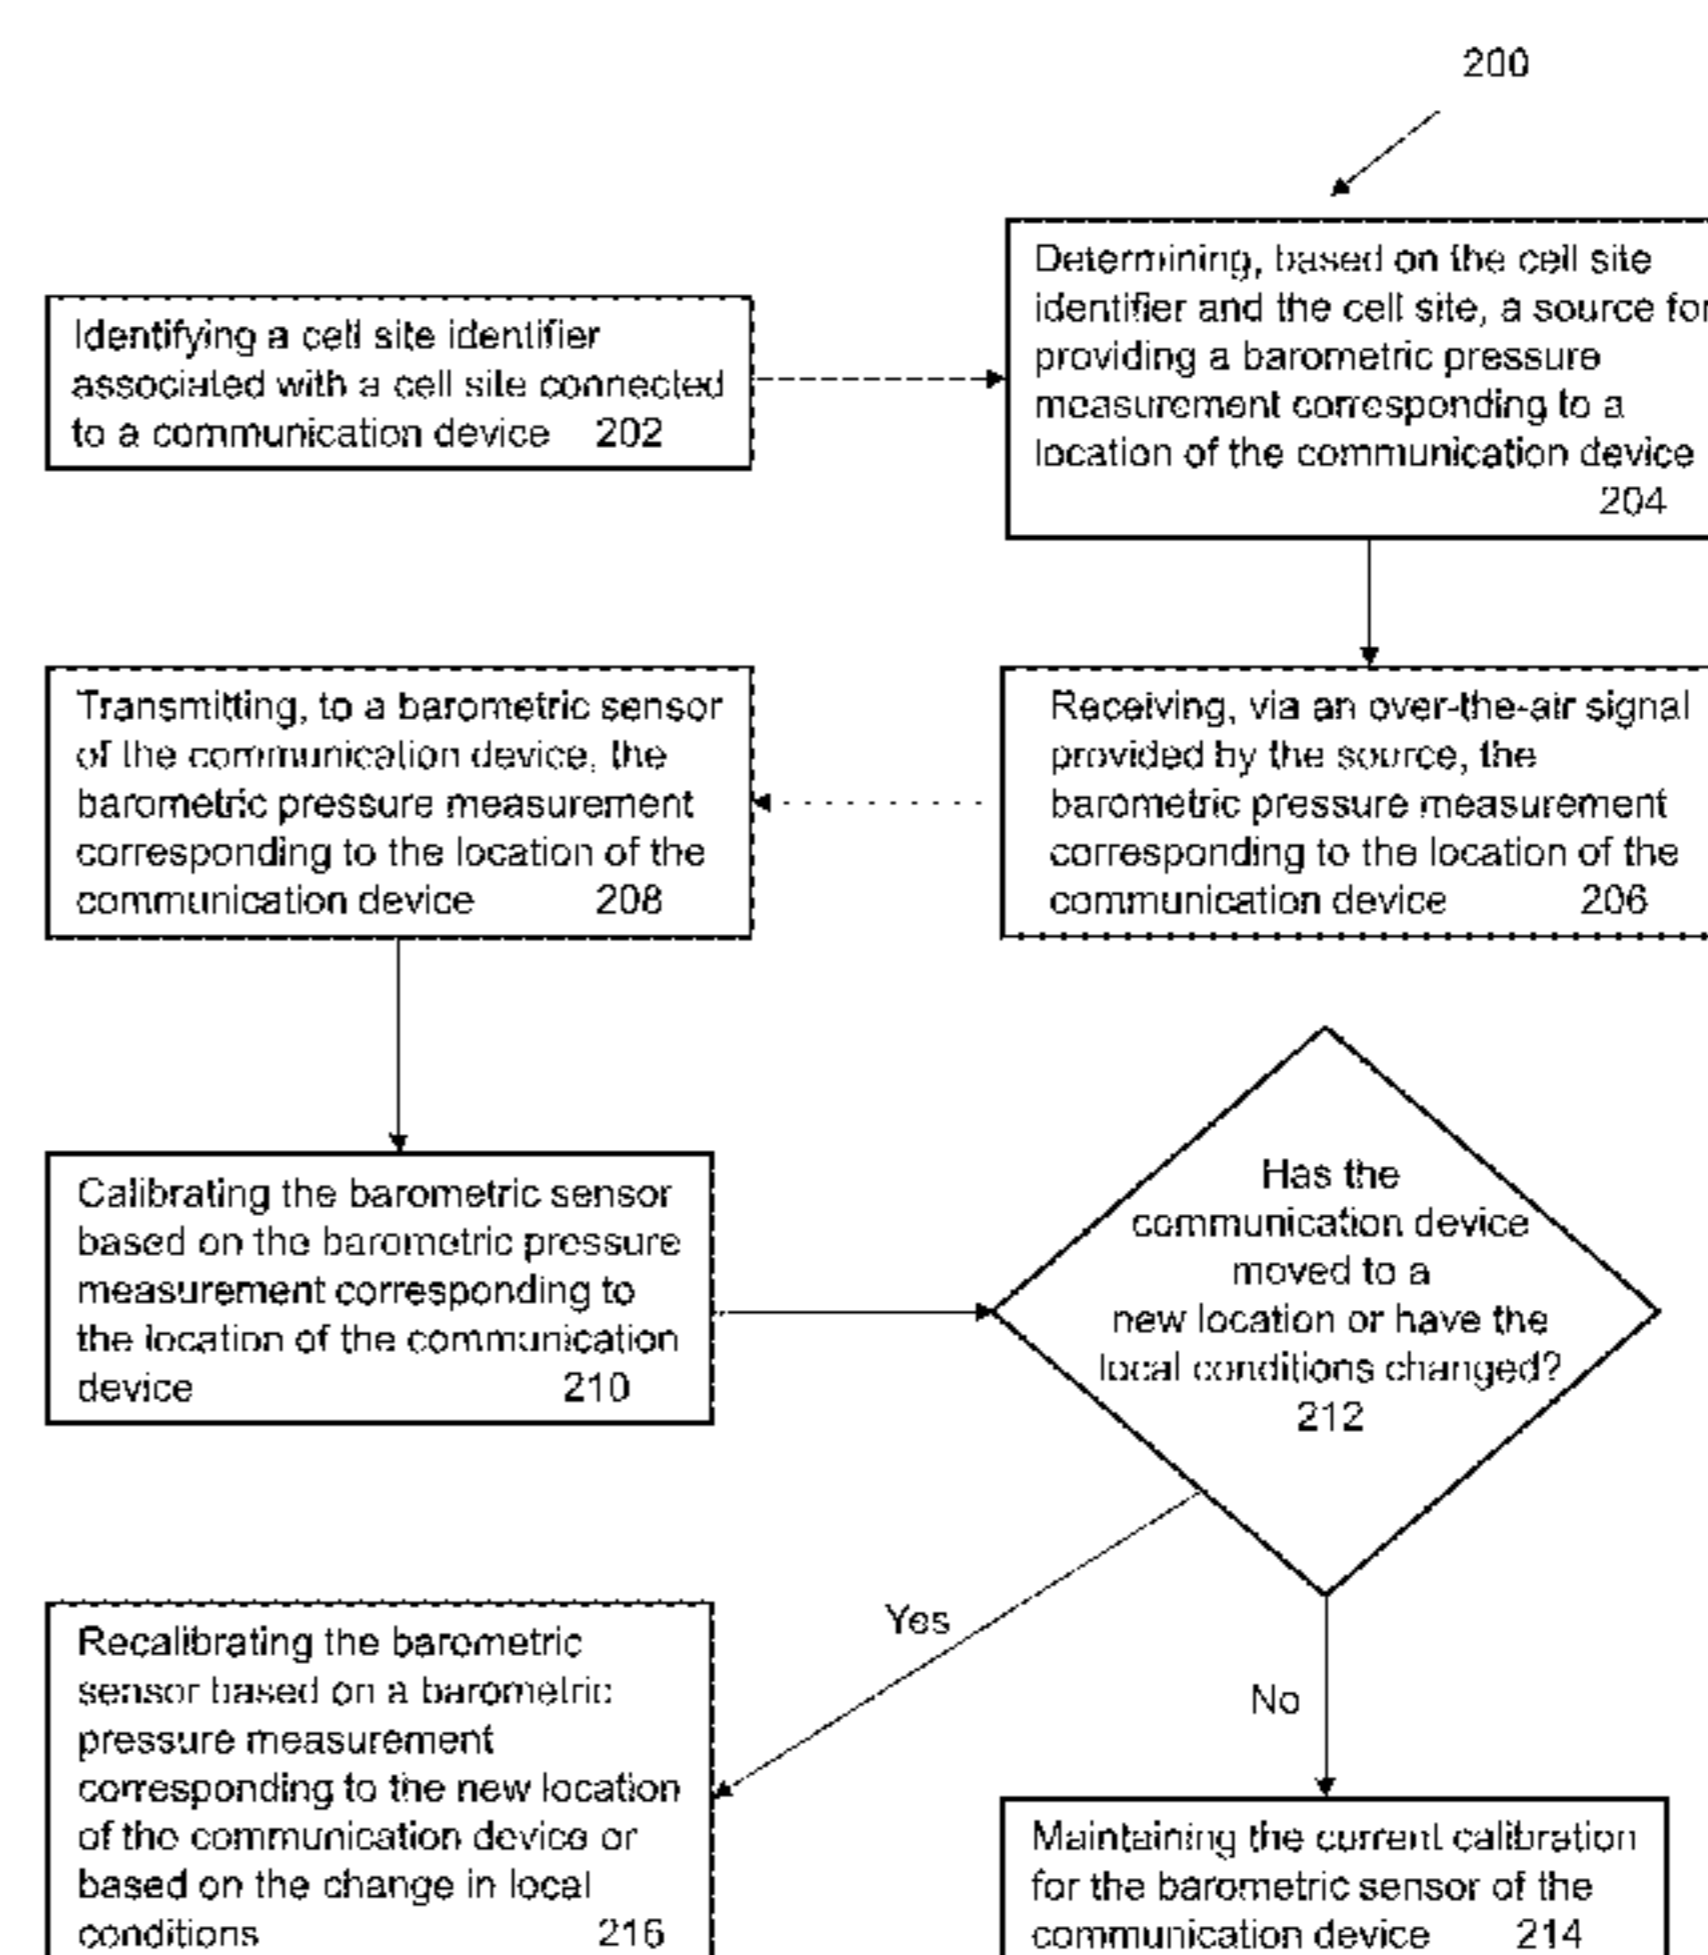 200
Identifying a cell site identifier
associated with a cell site connected
to a communication device 202
Determining, based on the cell site
identifier and the cell site, a source for
providing a barometric pressure
measurement corresponding to a
location of the communication device
204
Receiving, via an over-the-air signal
provided by the source, the
barometric pressure measurement
corresponding to the location of the
communication device 206
Transmitting, to a barometric sensor
of the communication device, the
barometric pressure measurement
corresponding to the location of the
communication device 208
Calibrating the barometric sensor
based on the barometric pressure
measurement corresponding to
the location of the communication
device 210
Has the
communication device
moved to a
new location or have the
local conditions changed?
212
Yes
No
Recalibrating the barometric
sensor based on a barometric
pressure measurement
corresponding to the new location
of the communication device or
based on the change in local
conditions 216
Maintaining the current calibration
for the barometric sensor of the
communication device 214